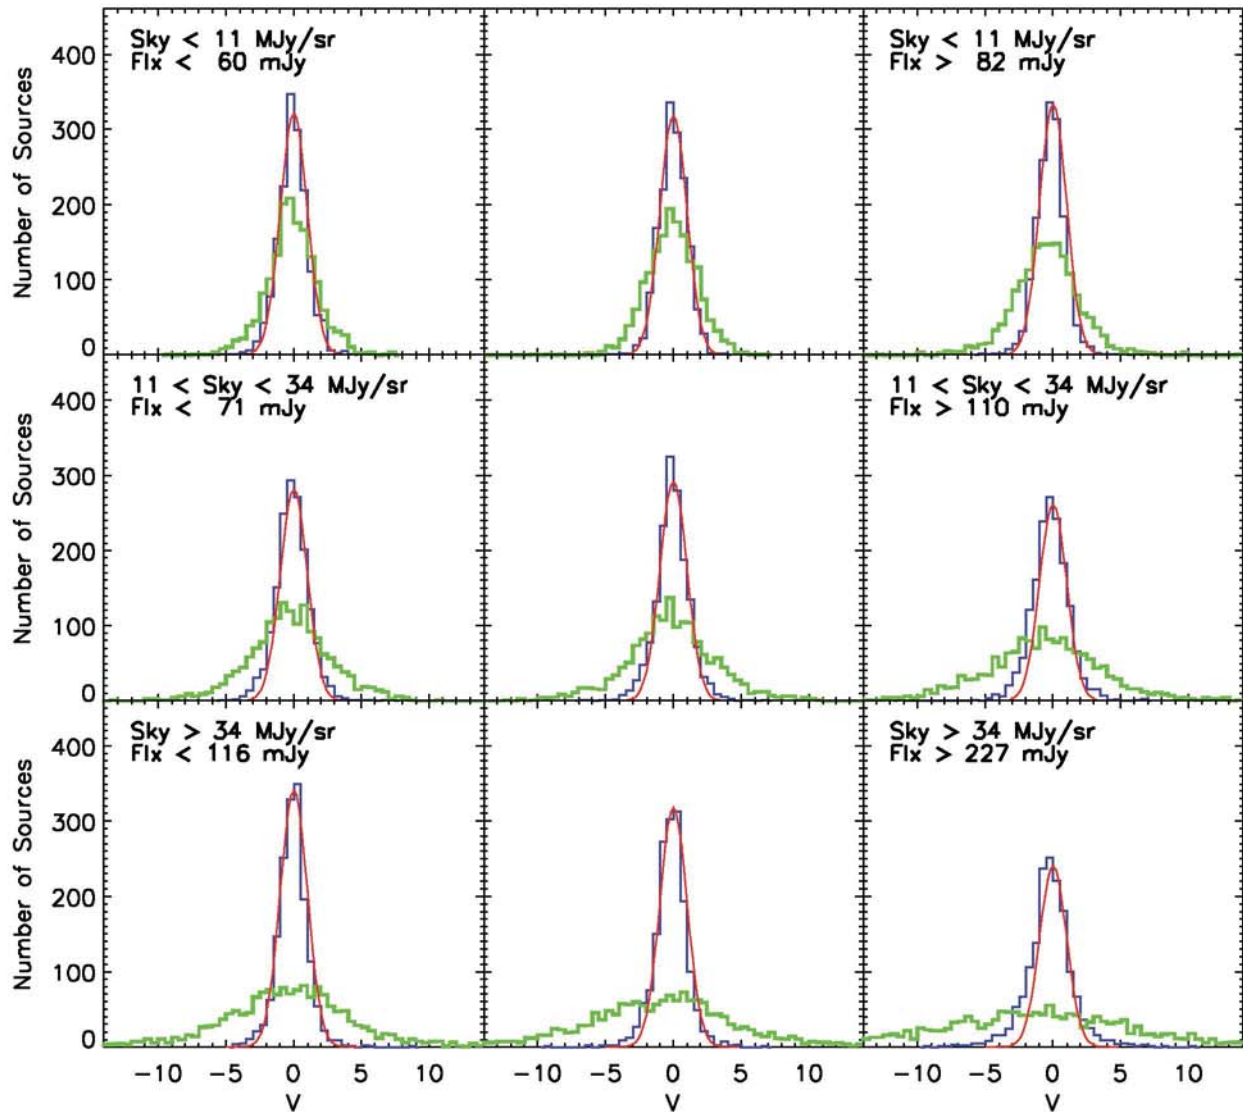 Sky < 11 MJy/sr
Flx < 60 mJy
Sky < 11 MJy/sr
Flx > 82 mJy
Number of Sources
400
300
200
100
0
11 < Sky < 34 MJy/sr
Flx < 71 mJy
11 < Sky < 34 MJy/sr
Flx > 110 mJy
Number of Sources
400
300
200
100
0
Sky > 34 MJy/sr
Flx < 116 mJy
Sky > 34 MJy/sr
Flx > 227 mJy
Number of Sources
400
300
200
100
0
-10 -5 0 5 10
-10 -5 0 5 10
-10 -5 0 5 10
V
V
V